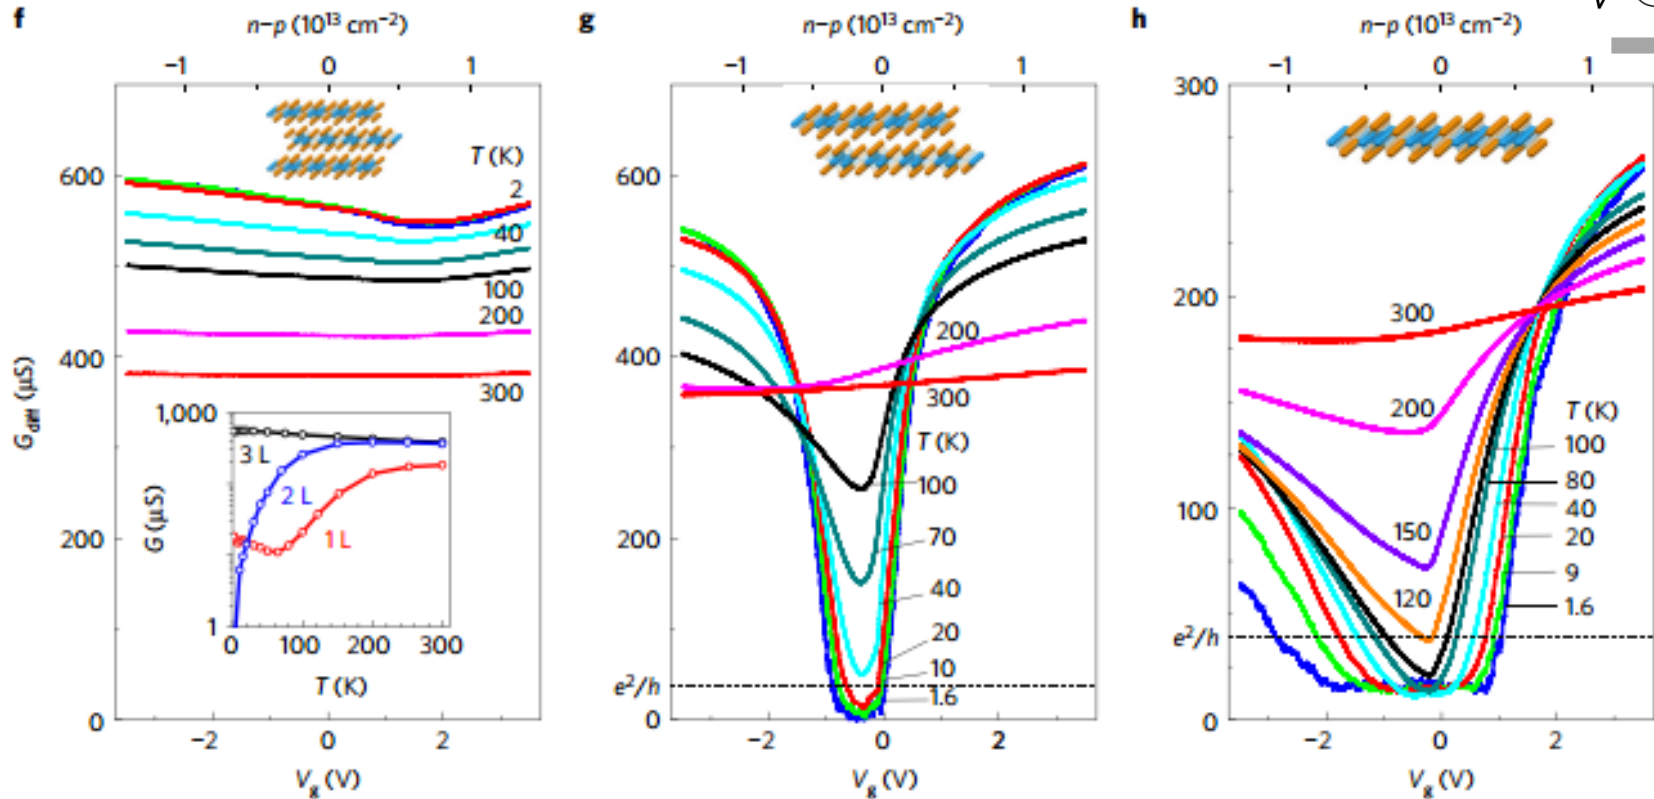 f
n–p (10¹³ cm⁻²)
−1 0 1
T (K)
2
40
100
200
300
600
400
200
0
G_diff (μS)
−2 0 2
V_g (V)
1,000
1
G (μS)
3 L
2 L
1 L
0 100 200 300
T (K)
g
n–p (10¹³ cm⁻²)
−1 0 1
600
400
200
e²/h
0
200
300
T (K)
100
70
40
20
10
1.6
−2 0 2
V_g (V)
h
n–p (10¹³ cm⁻²)
−1 0 1
300
200
100
e²/h
0
300
200
150
120
T (K)
100
80
40
20
9
1.6
−2 0 2
V_g (V)